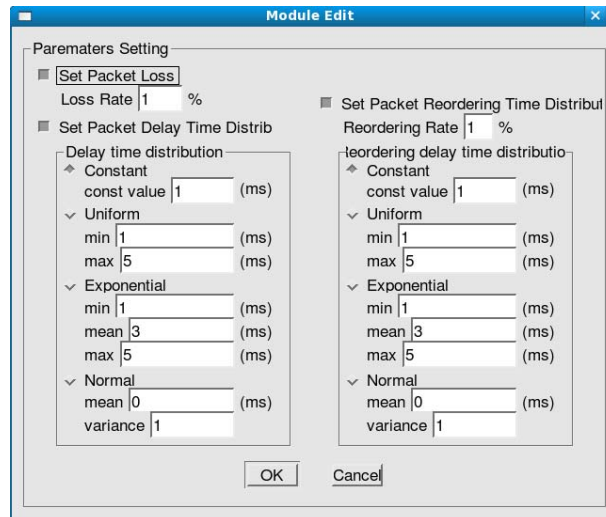 Module Edit
Parematers Setting
Set Packet Loss
Loss Rate 1 %
Set Packet Delay Time Distrib
Delay time distribution
Constant
const value 1 (ms)
Uniform
min 1 (ms)
max 5 (ms)
Exponential
min 1 (ms)
mean 3 (ms)
max 5 (ms)
Normal
mean 0 (ms)
variance 1
Set Packet Reordering Time Distribut
Reordering Rate 1 %
leordering delay time distributio
Constant
const value 1 (ms)
Uniform
min 1 (ms)
max 5 (ms)
Exponential
min 1 (ms)
mean 3 (ms)
max 5 (ms)
Normal
mean 0 (ms)
variance 1
OK
Cancel